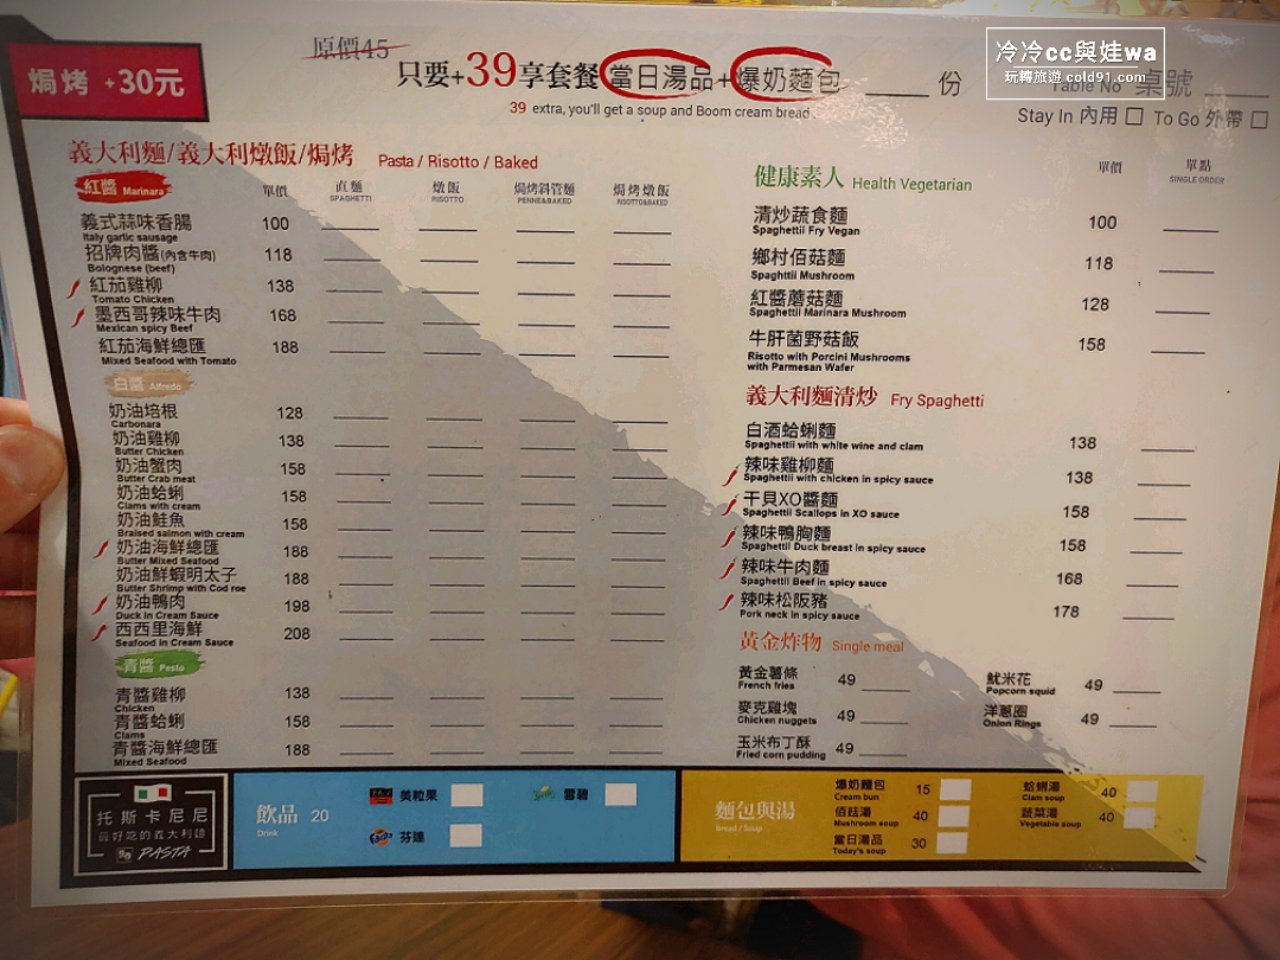 冷冷cc與娃wa
玩轉旅遊 cold91.com
焗烤 +30元
原價45
只要+39享套餐 當日湯品+爆奶麵包 ____ 份
39 extra, you'll get a soup and Boom cream bread
Table No 桌號
Stay In 內用 □ To Go 外帶 □
義大利麵/義大利燉飯/焗烤 Pasta / Risotto / Baked
紅醬 Marinara 單價 直麵 燉飯 焗烤斜管麵 焗烤燉飯
SPAGHETTI RISOTTO PENNE&BAKED RISOTTO&BAKED
義式蒜味香腸 100
Italy garlic sausage
招牌肉醬(內含牛肉) 118
Bolognese (beef)
紅茄雞柳 138
Tomato Chicken
墨西哥辣味牛肉 168
Mexican spicy Beef
紅茄海鮮總匯 188
Mixed Seafood with Tomato
白醬 Alfredo
奶油培根 128
Carbonara
奶油雞柳 138
Butter Chicken
奶油蟹肉 158
Butter Crab meat
奶油蛤蜊 158
Clams with cream
奶油鮭魚 158
Braised salmon with cream
奶油海鮮總匯 188
Butter Mixed Seafood
奶油鮮蝦明太子 188
Butter Shrimp with Cod roe
奶油鴨肉 198
Duck in Cream Sauce
西西里海鮮 208
Seafood in Cream Sauce
青醬 Pesto
青醬雞柳 138
Chicken
青醬蛤蜊 158
Clams
青醬海鮮總匯 188
Mixed Seafood
健康素人 Health Vegetarian 單價 單點
SINGLE ORDER
清炒蔬食麵 100
Spaghettii Fry Vegan
鄉村佰菇麵 118
Spaghttii Mushroom
紅醬蘑菇麵 128
Spaghettii Marinara Mushroom
牛肝菌野菇飯 158
Risotto with Porcini Mushrooms
with Parmesan Wafer
義大利麵清炒 Fry Spaghetti
白酒蛤蜊麵 138
Spaghettii with white wine and clam
辣味雞柳麵 138
Spaghettii with chicken in spicy sauce
干貝XO醬麵 158
Spaghettii Scallops in XO sauce
辣味鴨胸麵 158
Spaghettii Duck breast in spicy sauce
辣味牛肉麵 168
Spaghettii Beef in spicy sauce
辣味松阪豬 178
Pork neck in spicy sauce
黃金炸物 Single meal
黃金薯條 49 魷米花 49
French fries Popcorn squid
麥克雞塊 49 洋蔥圈 49
Chicken nuggets Onion Rings
玉米布丁酥 49
Fried corn pudding
托斯卡尼尼
最好吃的義大利麵
PASTA
飲品 20
Drink
美粒果 雪碧
Fanta 芬達
麵包與湯
Bread / Soup
爆奶麵包 15 蛤蜊湯 40
Cream bun Clam soup
佰菇湯 40 蔬菜湯 40
Mushroom soup Vegetable soup
當日湯品 30
Today's soup